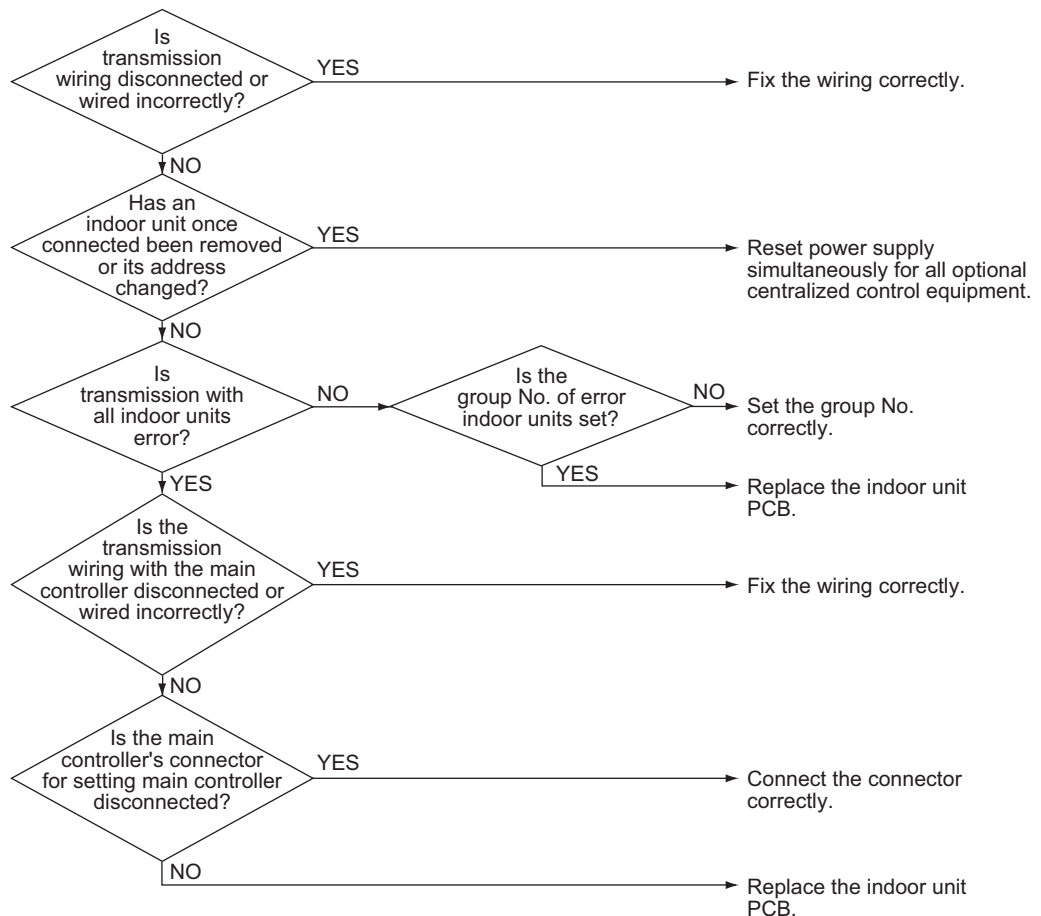 Is
transmission
wiring disconnected or
wired incorrectly?
YES
Fix the wiring correctly.
NO
Has an
indoor unit once
connected been removed
or its address
changed?
YES
Reset power supply
simultaneously for all optional
centralized control equipment.
NO
Is
transmission with
all indoor units
error?
NO
Is the
group No. of error
indoor units set?
NO
Set the group No.
correctly.
YES
Replace the indoor unit
PCB.
YES
Is the
transmission
wiring with the main
controller disconnected or
wired incorrectly?
YES
Fix the wiring correctly.
NO
Is the main
controller's connector
for setting main controller
disconnected?
YES
Connect the connector
correctly.
NO
Replace the indoor unit
PCB.